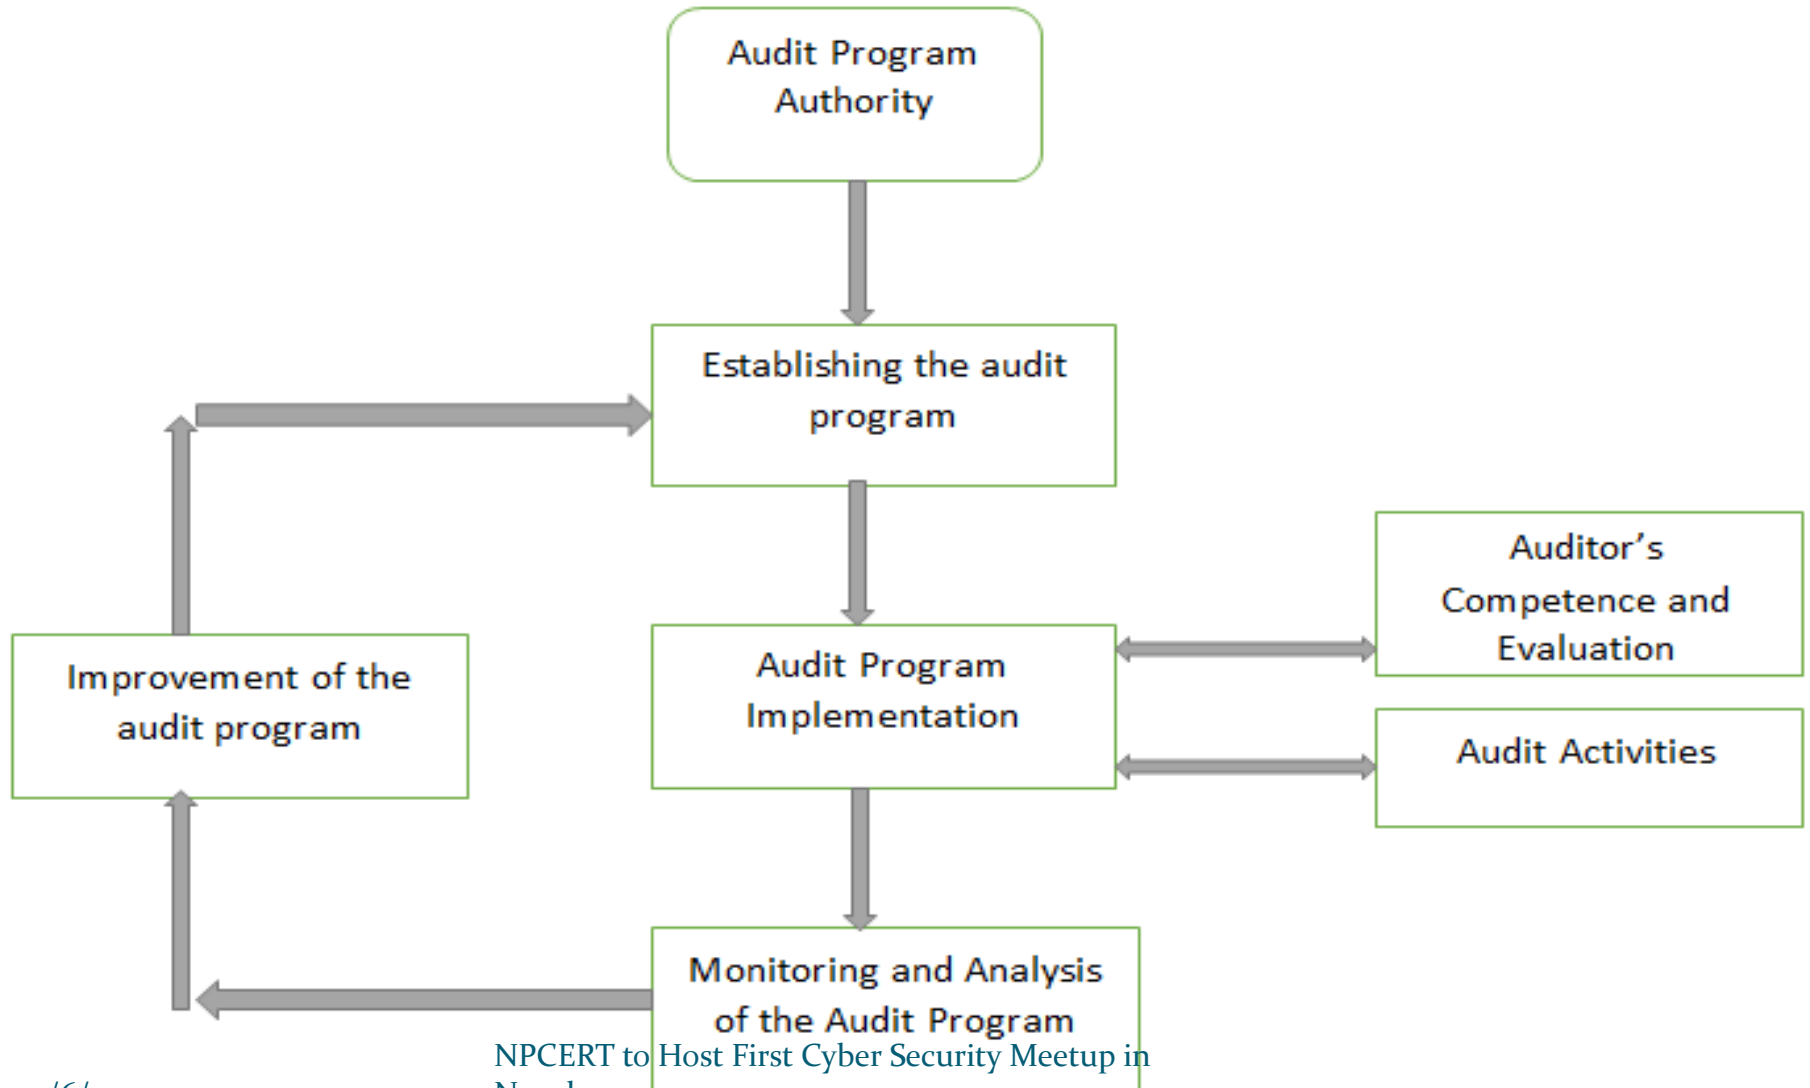 Audit Program
Authority
Establishing the audit
program
Auditor’s
Competence and
Evaluation
Improvement of the
audit program
Audit Program
Implementation
Audit Activities
Monitoring and Analysis
of the Audit Program
NPCERT to Host First Cyber Security Meetup in